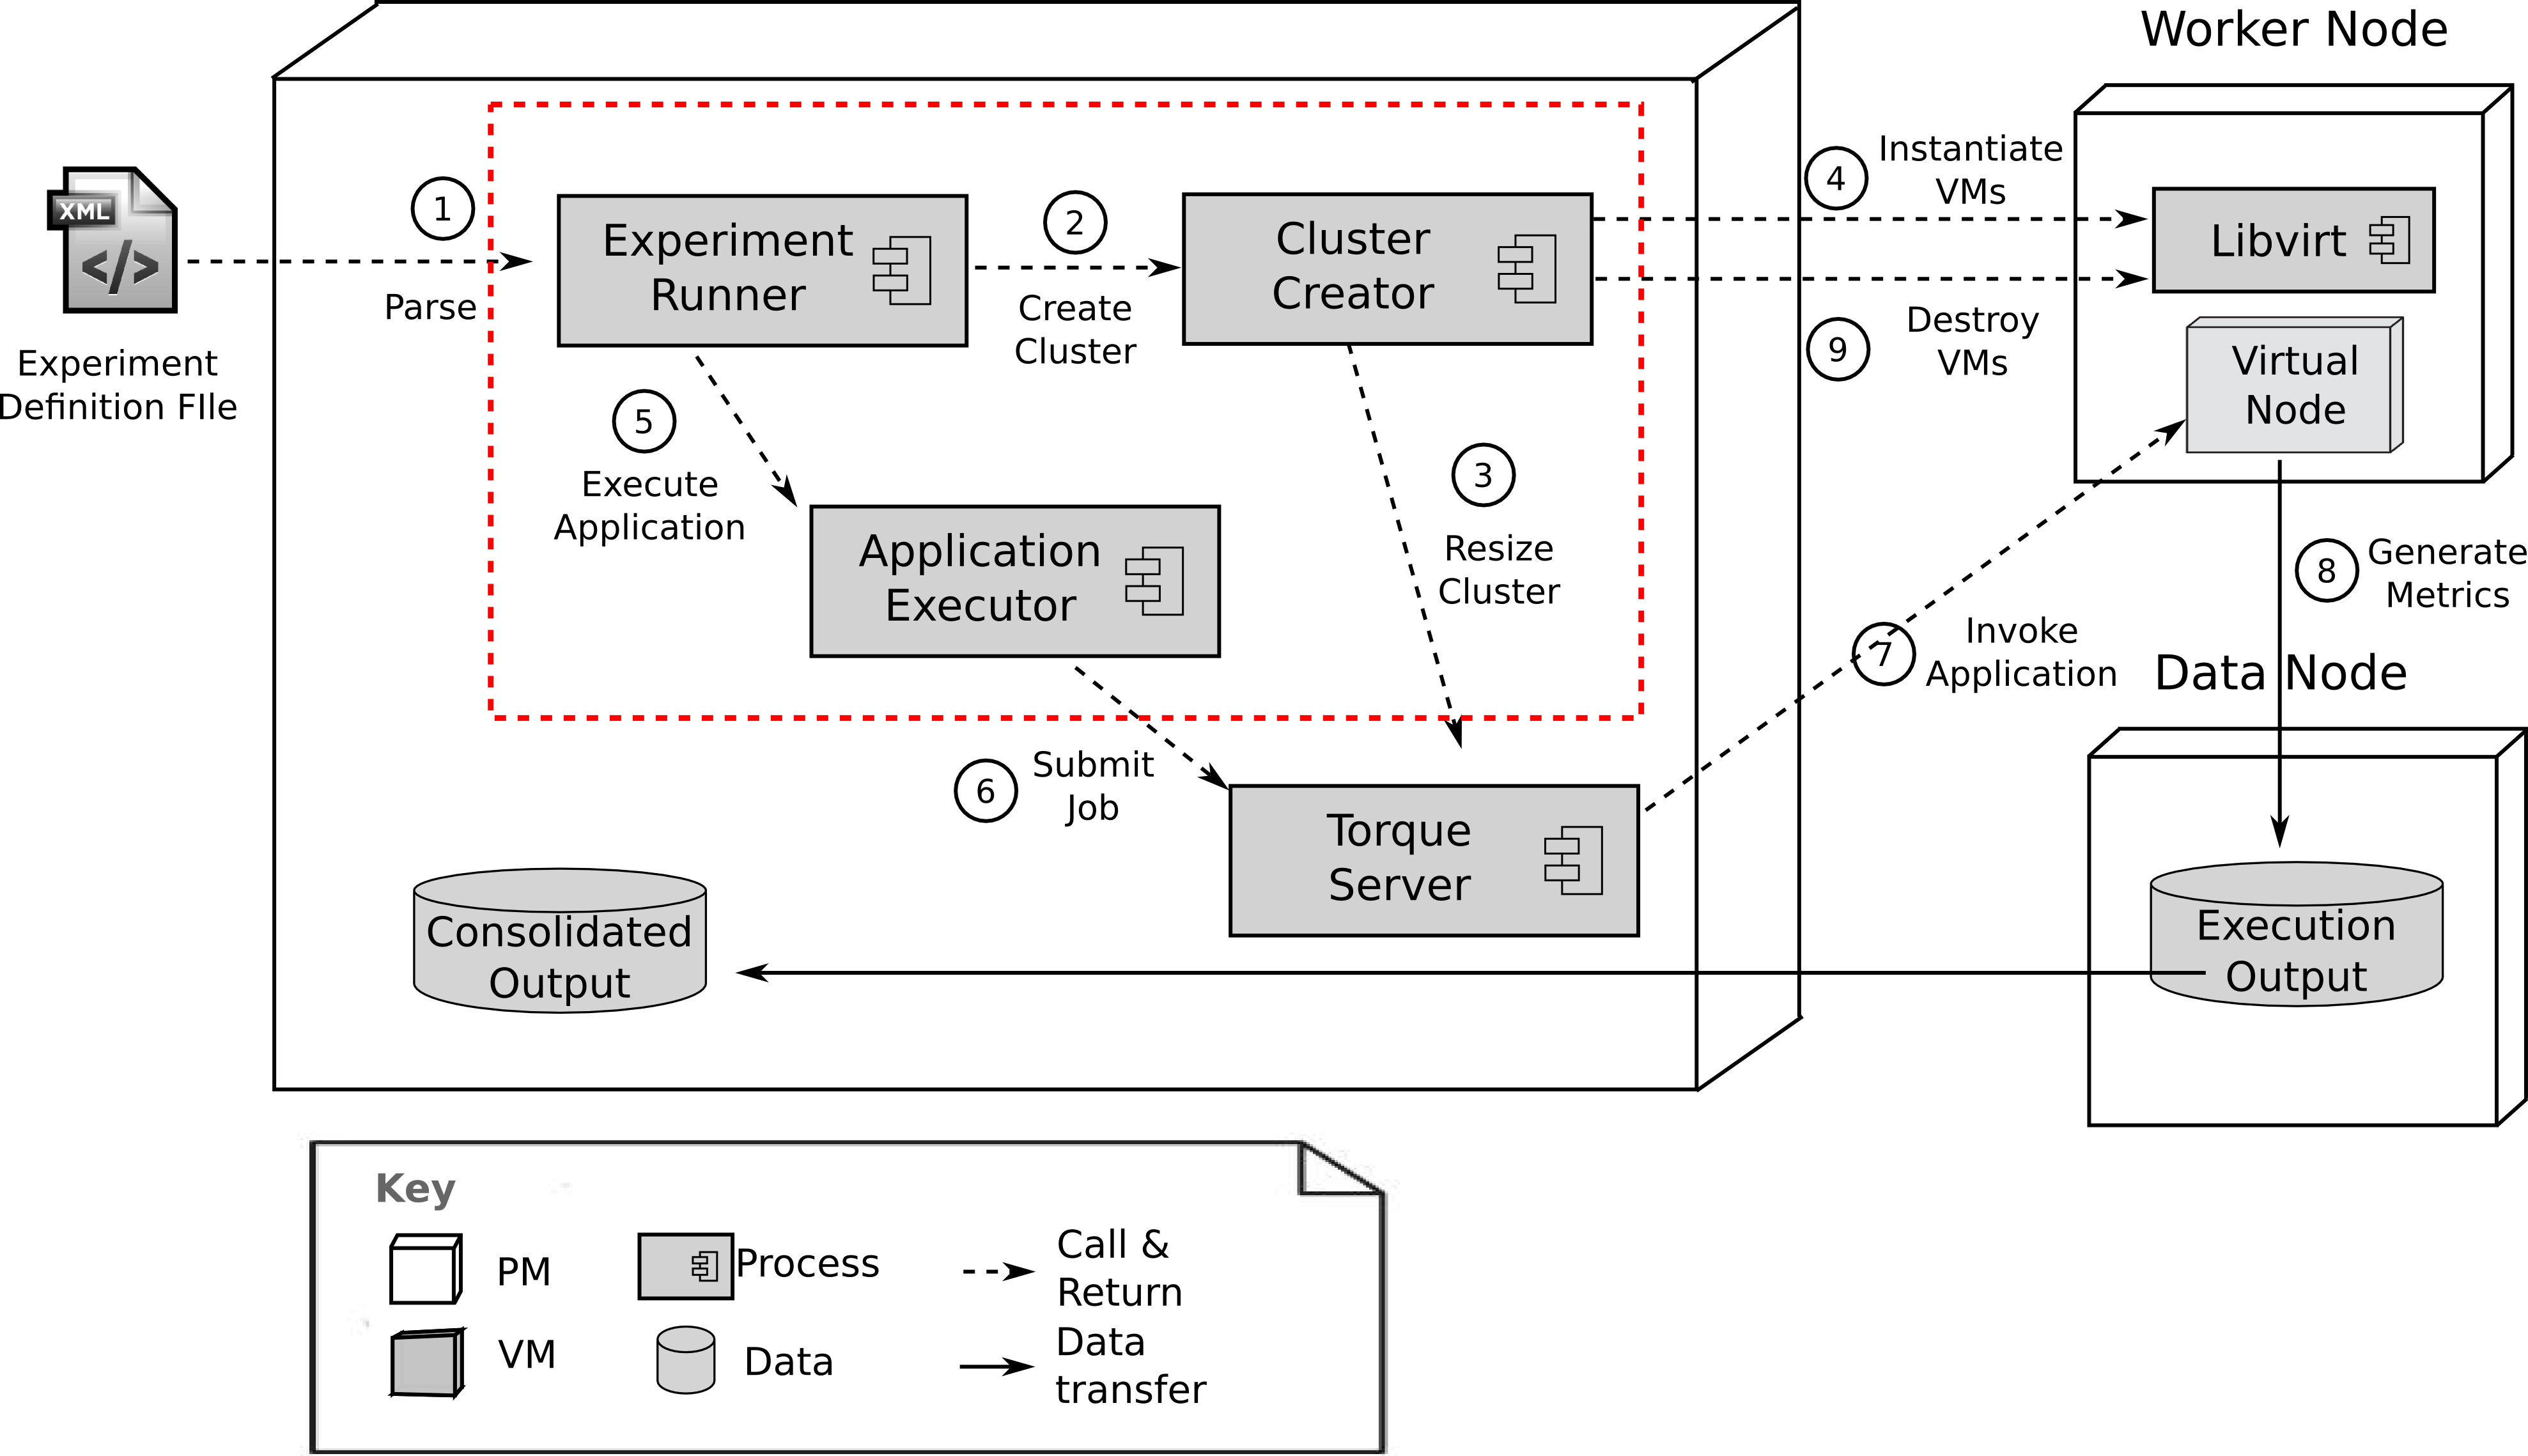 Worker Node
XML
</>
Experiment
Definition FIle
1
Parse
Experiment
Runner
2
Create
Cluster
Cluster
Creator
4
Instantiate
VMs
9
Destroy
VMs
Libvirt
Virtual
Node
5
Execute
Application
Application
Executor
3
Resize
Cluster
6
Submit
Job
Torque
Server
7
Invoke
Application
8
Generate
Metrics
Data Node
Execution
Output
Consolidated
Output
Key
PM
VM
Process
Data
Call &
Return
Data
transfer